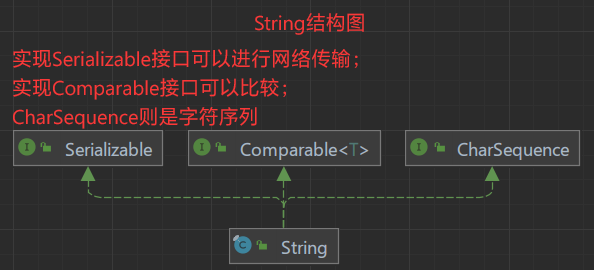 String结构图
实现Serializable接口可以进行网络传输；
实现Comparable接口可以比较；
CharSequence则是字符序列
Serializable
Comparable<T>
CharSequence
String